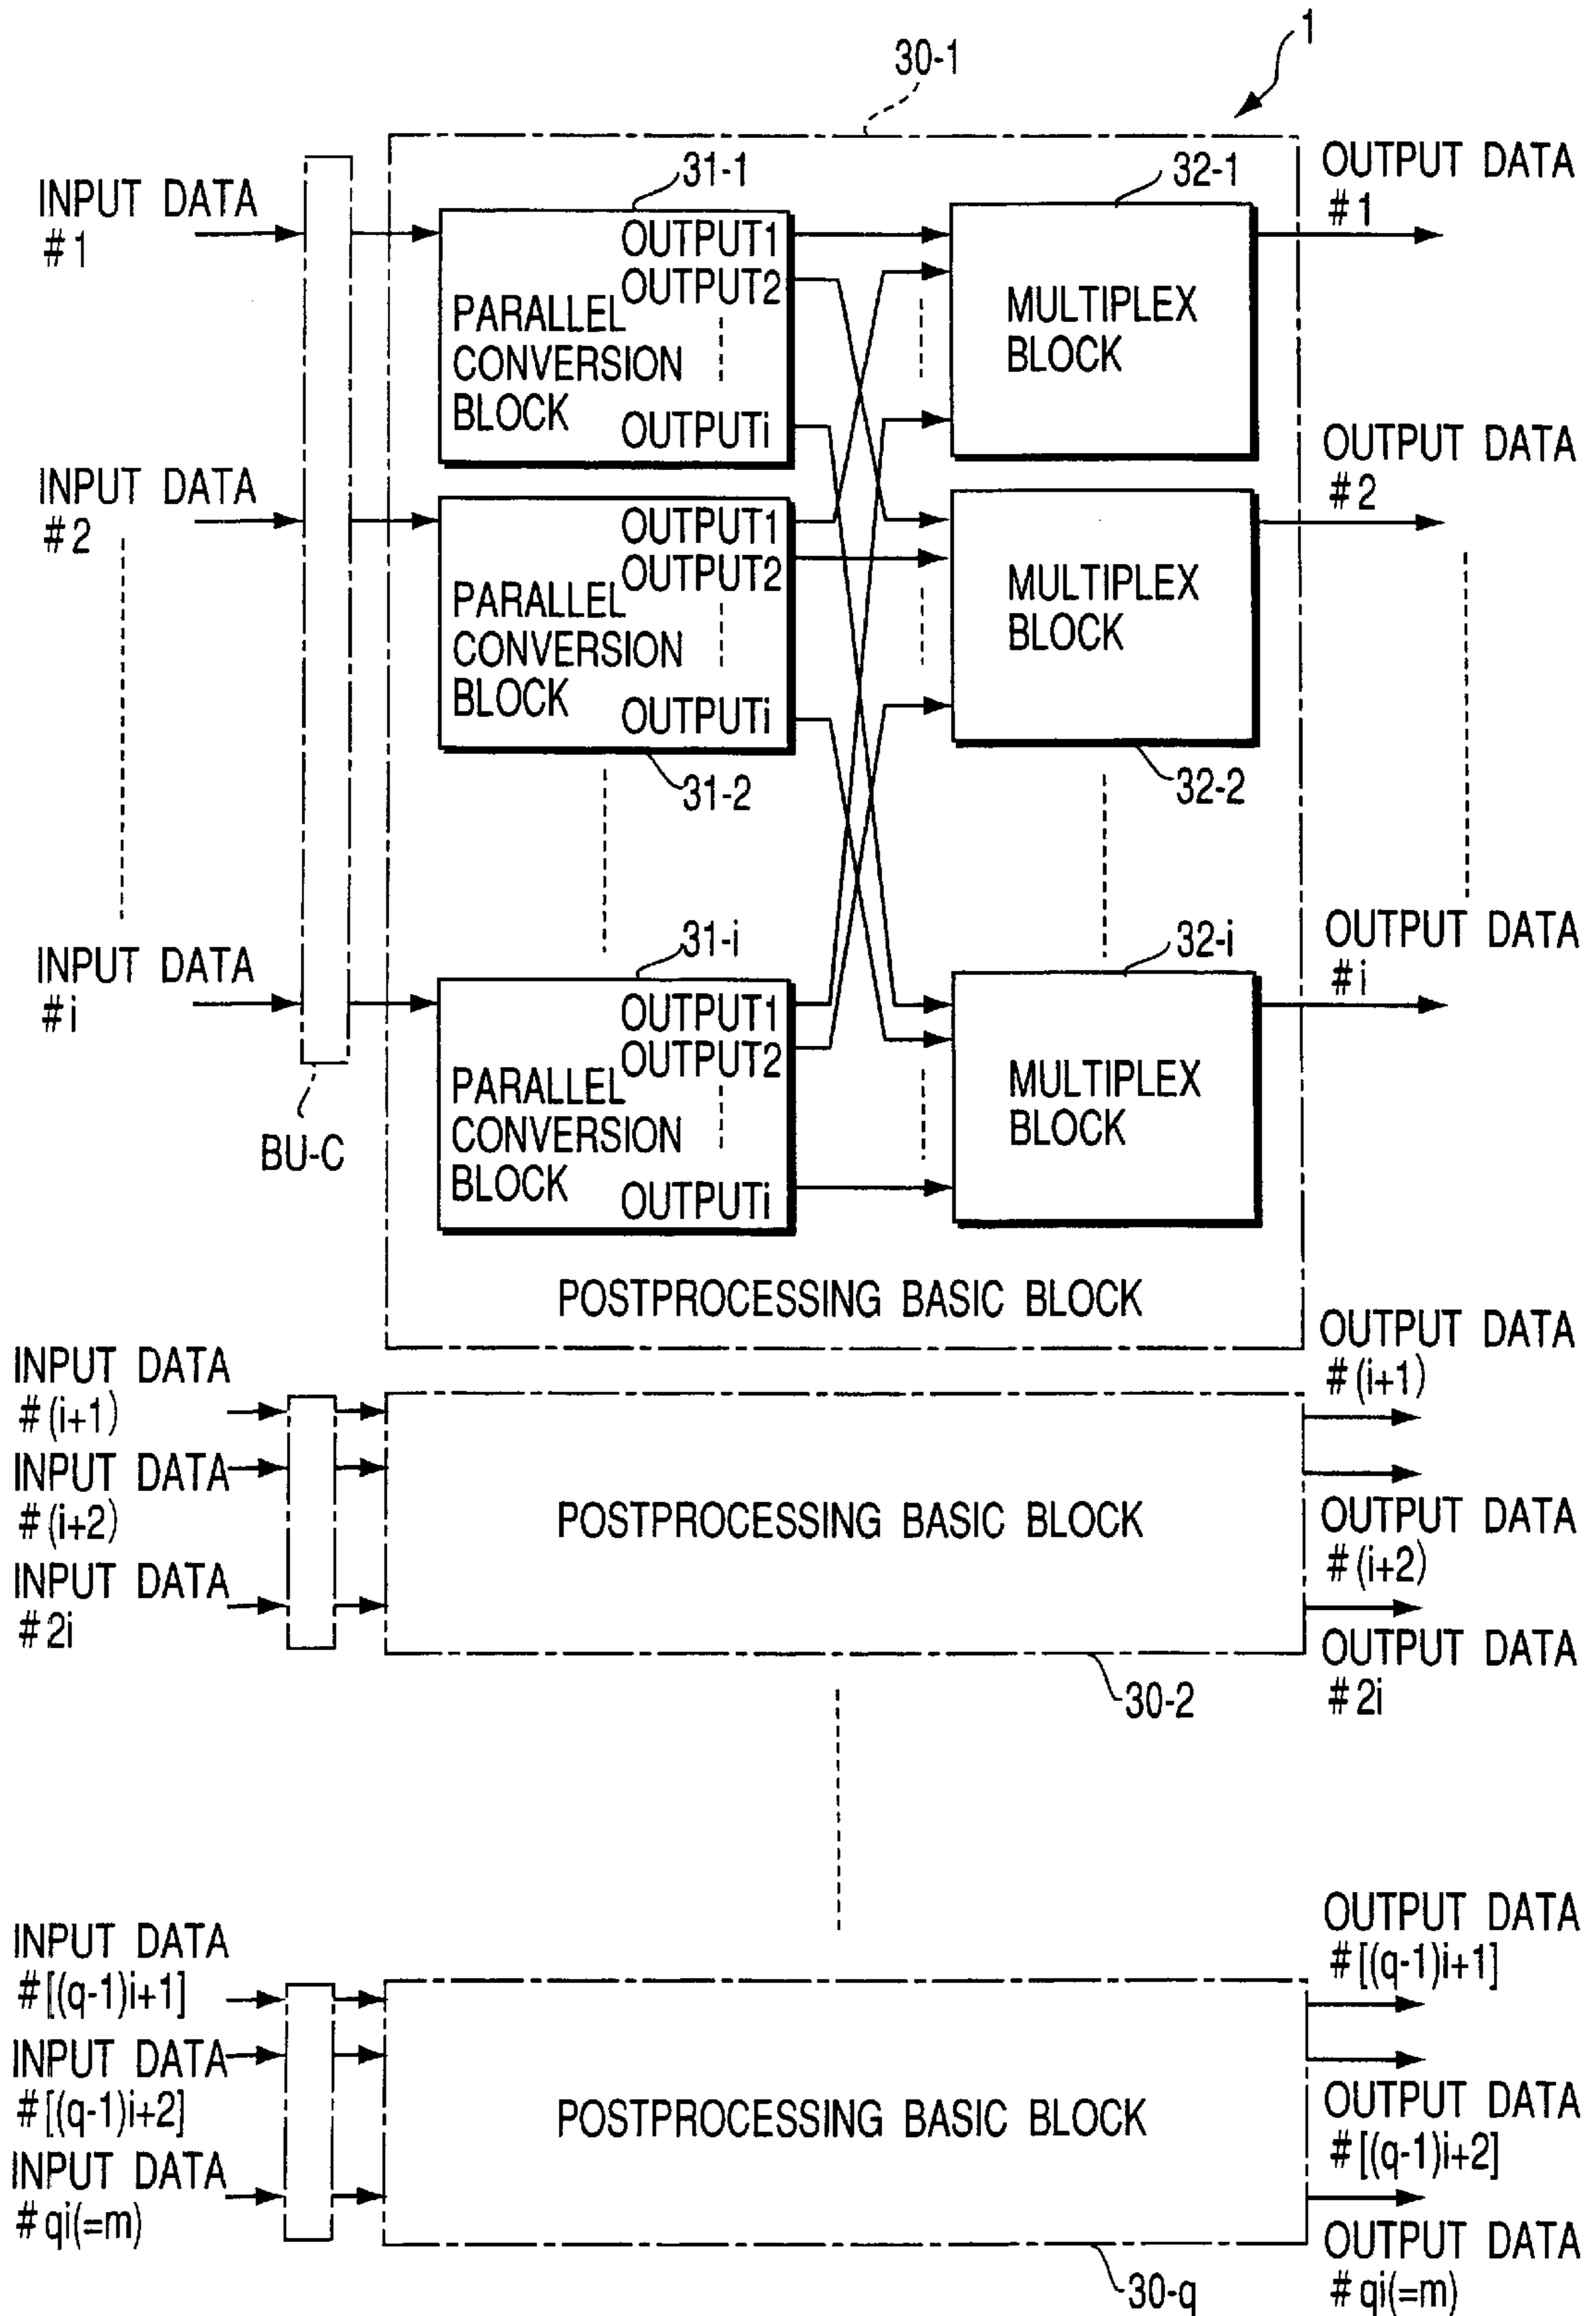 1
30-1
31-1
32-1
INPUT DATA
#1
OUTPUT1
OUTPUT2
PARALLEL
CONVERSION
BLOCK
OUTPUTi
MULTIPLEX
BLOCK
OUTPUT DATA
#1
INPUT DATA
#2
OUTPUT1
OUTPUT2
PARALLEL
CONVERSION
BLOCK
OUTPUTi
31-2
MULTIPLEX
BLOCK
32-2
OUTPUT DATA
#2
INPUT DATA
#i
31-i
OUTPUT1
OUTPUT2
PARALLEL
CONVERSION
BLOCK
OUTPUTi
32-i
MULTIPLEX
BLOCK
OUTPUT DATA
#i
BU-C
POSTPROCESSING BASIC BLOCK
INPUT DATA
#(i+1)
INPUT DATA
#(i+2)
INPUT DATA
#2i
POSTPROCESSING BASIC BLOCK
30-2
OUTPUT DATA
#(i+1)
OUTPUT DATA
#(i+2)
OUTPUT DATA
#2i
INPUT DATA
#[(q-1)i+1]
INPUT DATA
#[(q-1)i+2]
INPUT DATA
#qi(=m)
POSTPROCESSING BASIC BLOCK
30-q
OUTPUT DATA
#[(q-1)i+1]
OUTPUT DATA
#[(q-1)i+2]
OUTPUT DATA
#qi(=m)